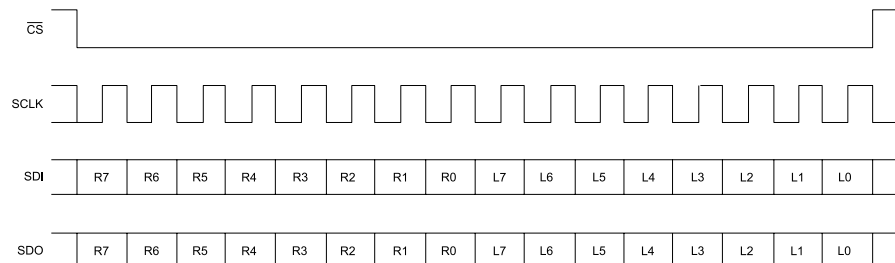 C̅S̅
SCLK
SDI R7 R6 R5 R4 R3 R2 R1 R0 L7 L6 L5 L4 L3 L2 L1 L0
SDO R7 R6 R5 R4 R3 R2 R1 R0 L7 L6 L5 L4 L3 L2 L1 L0